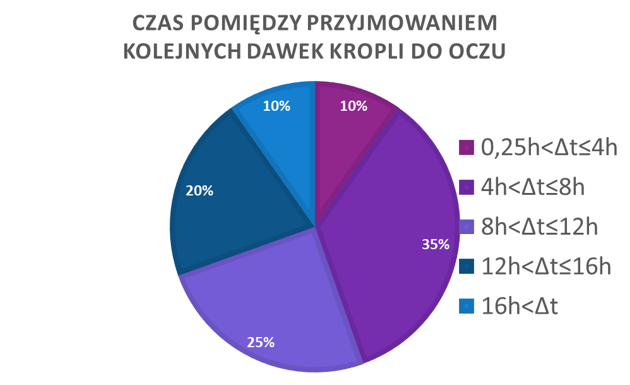 CZAS POMIĘDZY PRZYJMOWANIEM
KOLEJNYCH DAWEK KROPLI DO OCZU
10%
10%
20%
35%
25%
0,25h<Δt≤4h
4h<Δt≤8h
8h<Δt≤12h
12h<Δt≤16h
16h<Δt